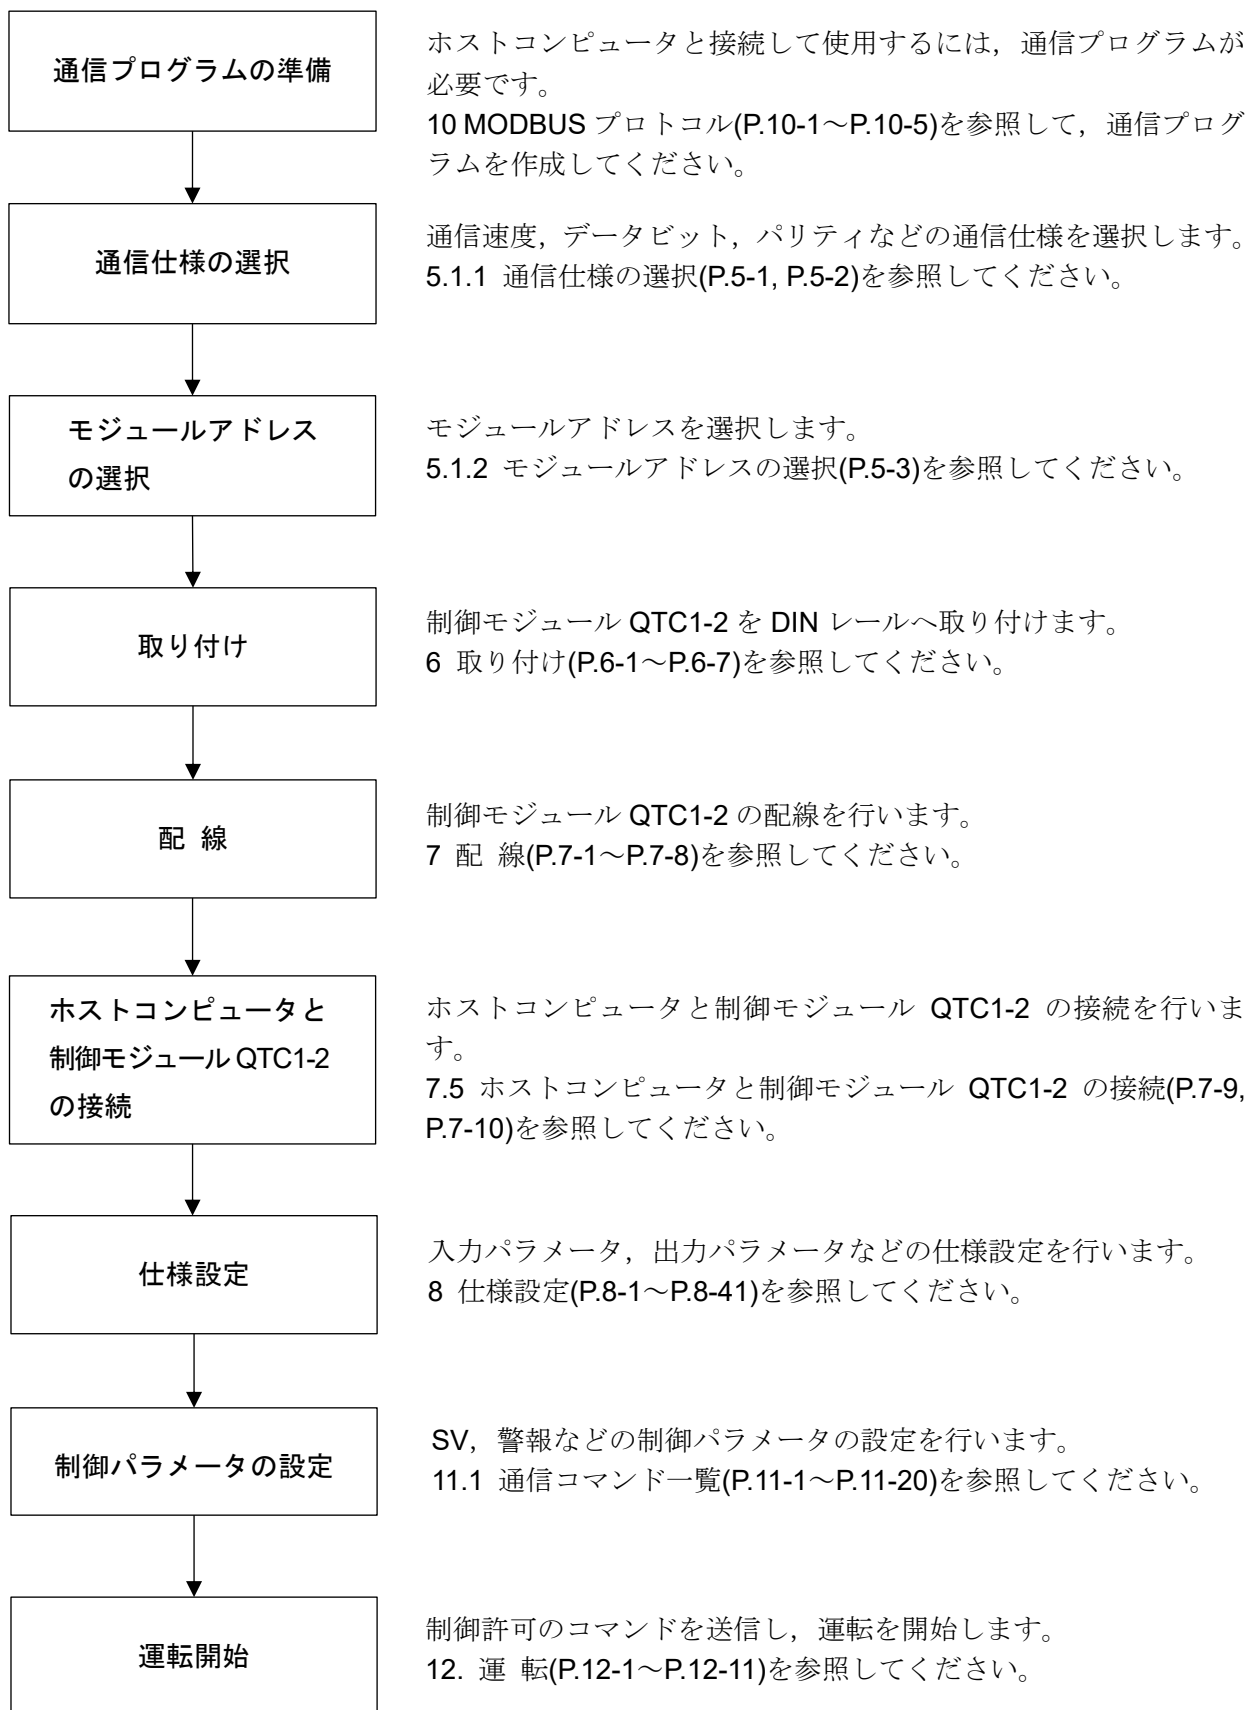 通信プログラムの準備
ホストコンピュータと接続して使用するには，通信プログラムが
必要です。
10 MODBUS プロトコル(P.10-1～P.10-5)を参照して，通信プログ
ラムを作成してください。
通信仕様の選択
通信速度，データビット，パリティなどの通信仕様を選択します。
5.1.1 通信仕様の選択(P.5-1, P.5-2)を参照してください。
モジュールアドレス
の選択
モジュールアドレスを選択します。
5.1.2 モジュールアドレスの選択(P.5-3)を参照してください。
取り付け
制御モジュール QTC1-2 を DIN レールへ取り付けます。
6 取り付け(P.6-1～P.6-7)を参照してください。
配 線
制御モジュール QTC1-2 の配線を行います。
7 配 線(P.7-1～P.7-8)を参照してください。
ホストコンピュータと
制御モジュール QTC1-2
の接続
ホストコンピュータと制御モジュール QTC1-2 の接続を行いま
す。
7.5 ホストコンピュータと制御モジュール QTC1-2 の接続(P.7-9,
P.7-10)を参照してください。
仕様設定
入力パラメータ，出力パラメータなどの仕様設定を行います。
8 仕様設定(P.8-1～P.8-41)を参照してください。
制御パラメータの設定
SV，警報などの制御パラメータの設定を行います。
11.1 通信コマンド一覧(P.11-1～P.11-20)を参照してください。
運転開始
制御許可のコマンドを送信し，運転を開始します。
12. 運 転(P.12-1～P.12-11)を参照してください。